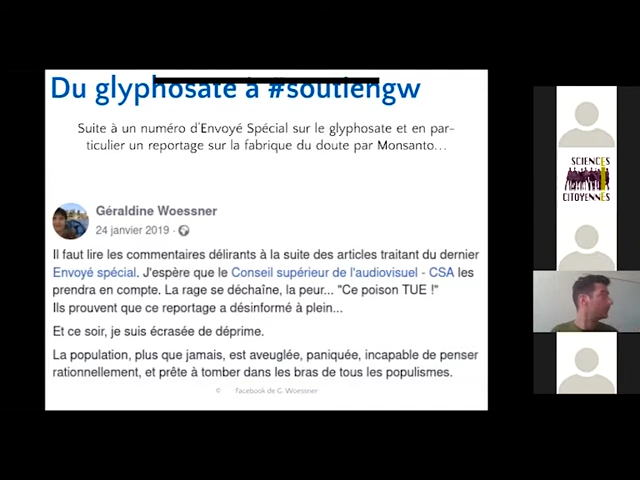 Du glyphosate à #soutiengw
Suite à un numéro d'Envoyé Spécial sur le glyphosate et en par-
ticulier un reportage sur la fabrique du doute par Monsanto...
Géraldine Woessner
24 janvier 2019 ·
Il faut lire les commentaires délirants à la suite des articles traitant du dernier
Envoyé spécial. J'espère que le Conseil supérieur de l'audiovisuel - CSA les
prendra en compte. La rage se déchaîne, la peur... "Ce poison TUE !"
Ils prouvent que ce reportage a désinformé à plein...
Et ce soir, je suis écrasée de déprime.
La population, plus que jamais, est aveuglée, paniquée, incapable de penser
rationnellement, et prête à tomber dans les bras de tous les populismes.
© Facebook de G. Woessner
SCIENCES
CITOYENNES